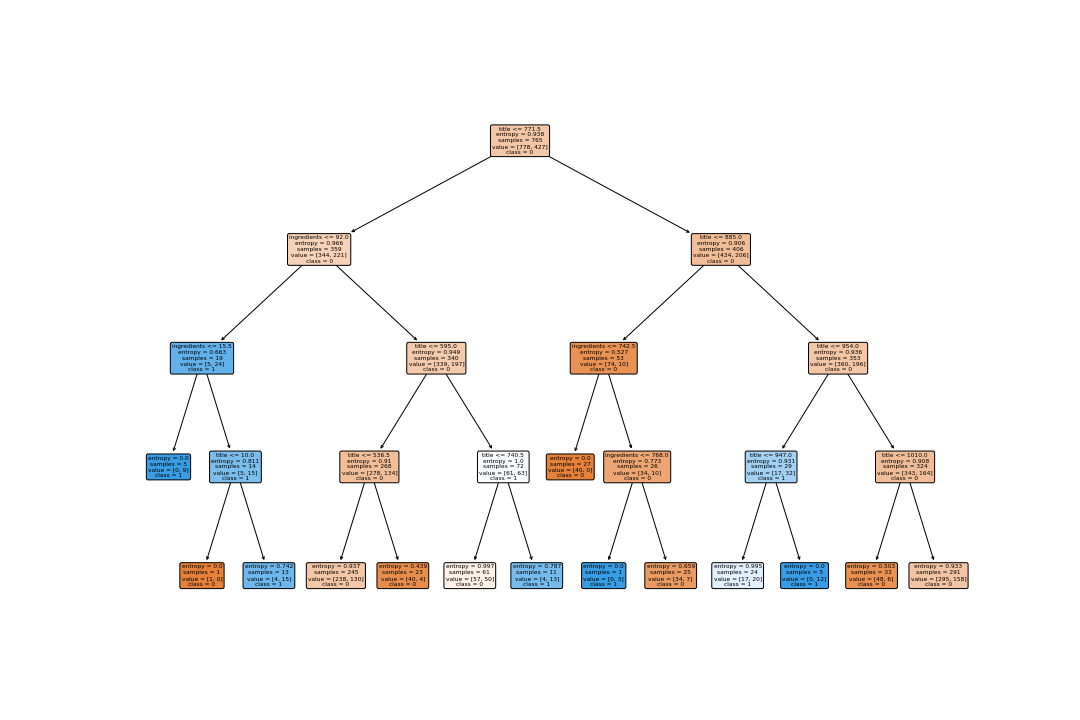 title <= 771.5
entropy = 0.938
samples = 765
value = [778, 427]
class = 0
ingredients <= 92.0
entropy = 0.966
samples = 359
value = [344, 221]
class = 0
title <= 885.0
entropy = 0.906
samples = 406
value = [434, 206]
class = 0
ingredients <= 15.5
entropy = 0.663
samples = 19
value = [5, 24]
class = 1
title <= 595.0
entropy = 0.949
samples = 340
value = [339, 197]
class = 0
ingredients <= 742.5
entropy = 0.527
samples = 53
value = [74, 10]
class = 0
title <= 954.0
entropy = 0.936
samples = 353
value = [360, 196]
class = 0
entropy = 0.0
samples = 5
value = [0, 9]
class = 1
title <= 10.0
entropy = 0.811
samples = 14
value = [5, 15]
class = 1
title <= 536.5
entropy = 0.91
samples = 268
value = [278, 134]
class = 0
title <= 740.5
entropy = 1.0
samples = 72
value = [61, 63]
class = 1
entropy = 0.0
samples = 27
value = [40, 0]
class = 0
ingredients <= 768.0
entropy = 0.773
samples = 26
value = [34, 10]
class = 0
title <= 947.0
entropy = 0.931
samples = 29
value = [17, 32]
class = 1
title <= 1010.0
entropy = 0.908
samples = 324
value = [343, 164]
class = 0
entropy = 0.0
samples = 1
value = [1, 0]
class = 0
entropy = 0.742
samples = 13
value = [4, 15]
class = 1
entropy = 0.937
samples = 245
value = [238, 130]
class = 0
entropy = 0.439
samples = 23
value = [40, 4]
class = 0
entropy = 0.997
samples = 61
value = [57, 50]
class = 0
entropy = 0.787
samples = 11
value = [4, 13]
class = 1
entropy = 0.0
samples = 1
value = [0, 3]
class = 1
entropy = 0.659
samples = 25
value = [34, 7]
class = 0
entropy = 0.995
samples = 24
value = [17, 20]
class = 1
entropy = 0.0
samples = 5
value = [0, 12]
class = 1
entropy = 0.503
samples = 33
value = [48, 6]
class = 0
entropy = 0.933
samples = 291
value = [295, 158]
class = 0